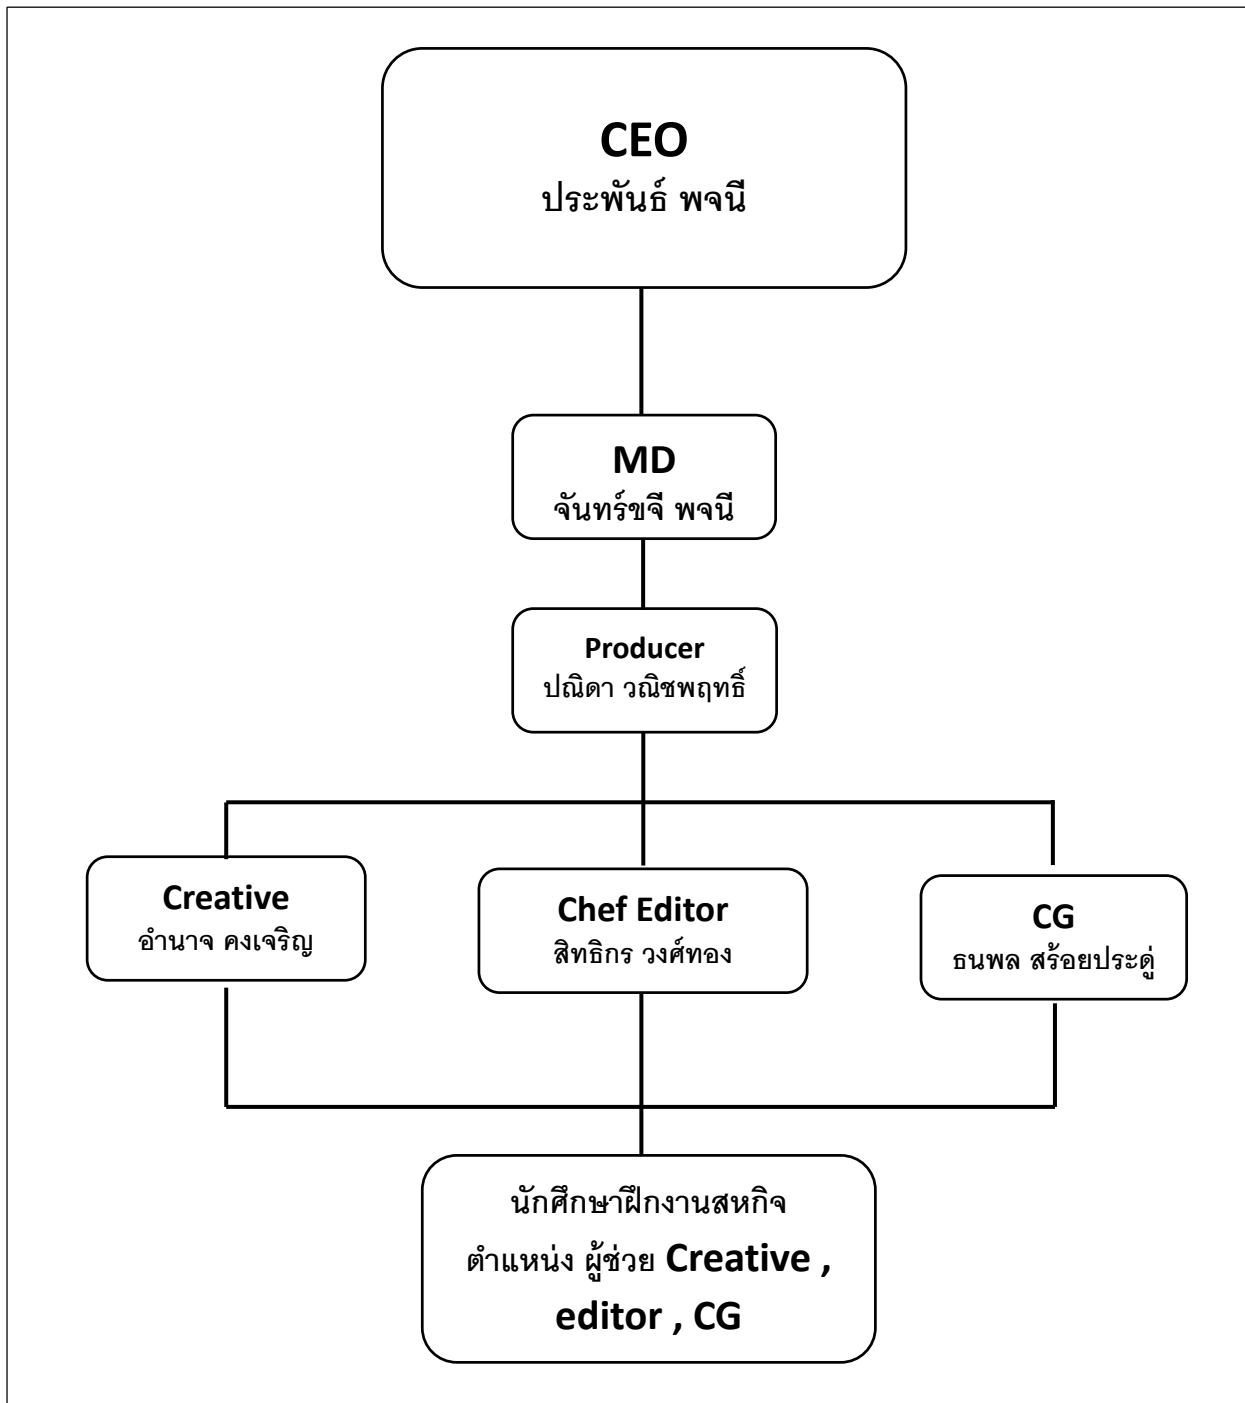 CEO
ประพันธ์ พจนี
MD
จันทร์ขจี พจนี
Producer
ปณิดา วณิชพฤทธิ์
Creative
อำนาจ คงเจริญ
Chef Editor
สิทธิกร วงศ์ทอง
CG
ธนพล สร้อยประดู่
นักศึกษาฝึกงานสหกิจ
ตำแหน่ง ผู้ช่วย Creative ,
editor , CG